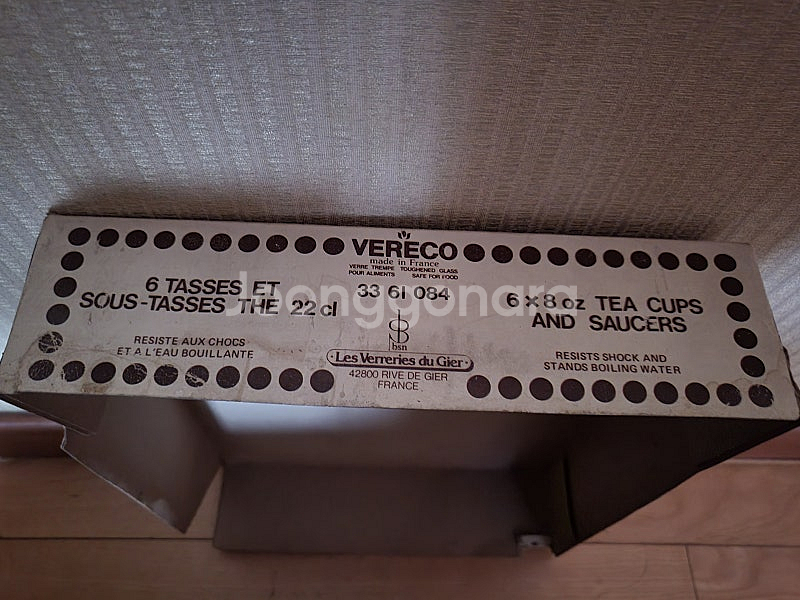 VERECO
made in France
VERRE TREMPE TOUGHENED GLASS
POUR ALIMENTS SAFE FOR FOOD
33 61 084
6 TASSES ET
SOUS-TASSES THE 22 cl
6 x 8 oz TEA CUPS
AND SAUCERS
RESISTE AUX CHOCS
ET A L'EAU BOUILLANTE
bsn
Les Verreries du Gier
42800 RIVE DE GIER
FRANCE
RESISTS SHOCK AND
STANDS BOILING WATER
Joonggonara